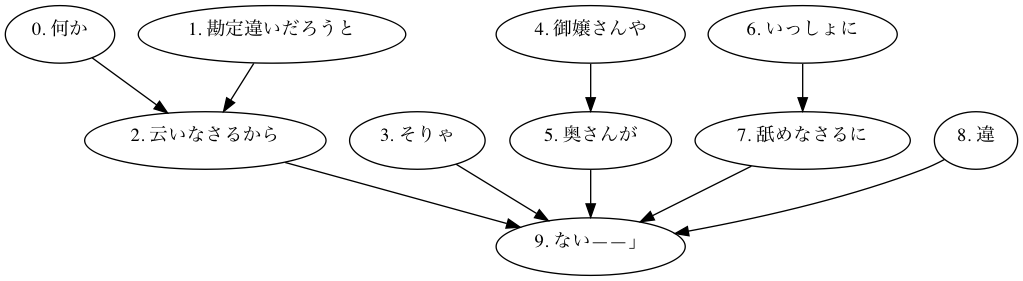 0. 何か
1. 勘定違いだろうと
4. 御嬢さんや
6. いっしょに
2. 云いなさるから
3. そりゃ
5. 奥さんが
7. 舐めなさるに
8. 違
9. ない——」